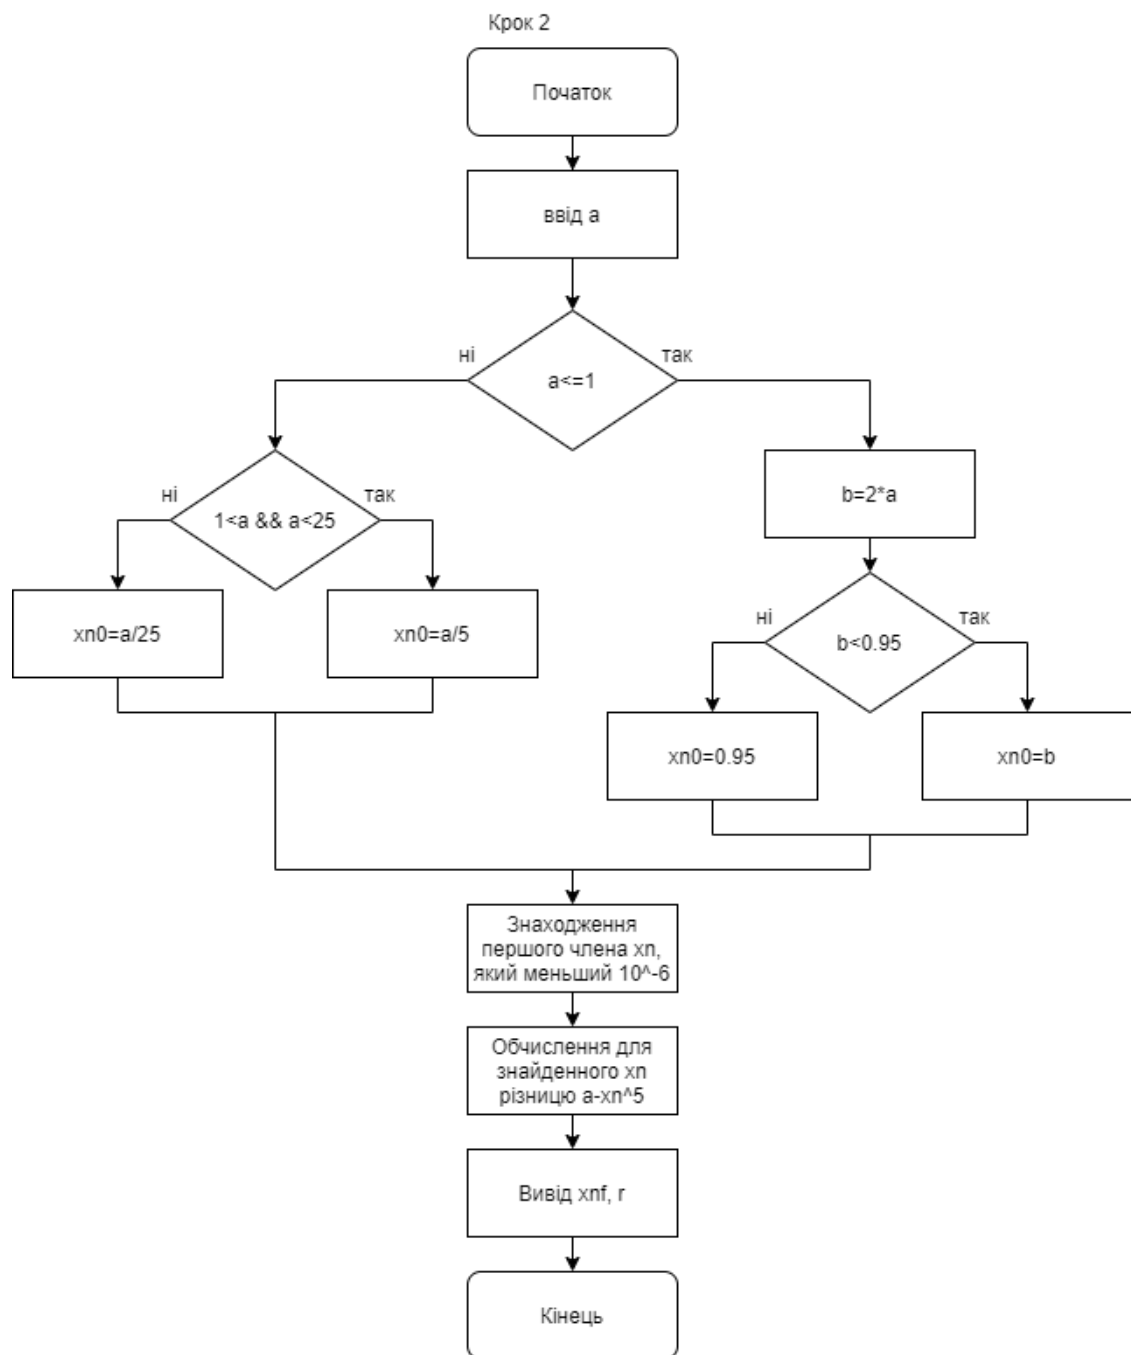 Крок 2
Початок
ввід a
a<=1
ні
так
1<a && a<25
ні
так
b=2*a
xn0=a/25
xn0=a/5
b<0.95
ні
так
xn0=0.95
xn0=b
Знаходження
першого члена xn,
який меньший 10^-6
Обчислення для
знайденного xn
різницю a-xn^5
Вивід xnf, r
Кінець